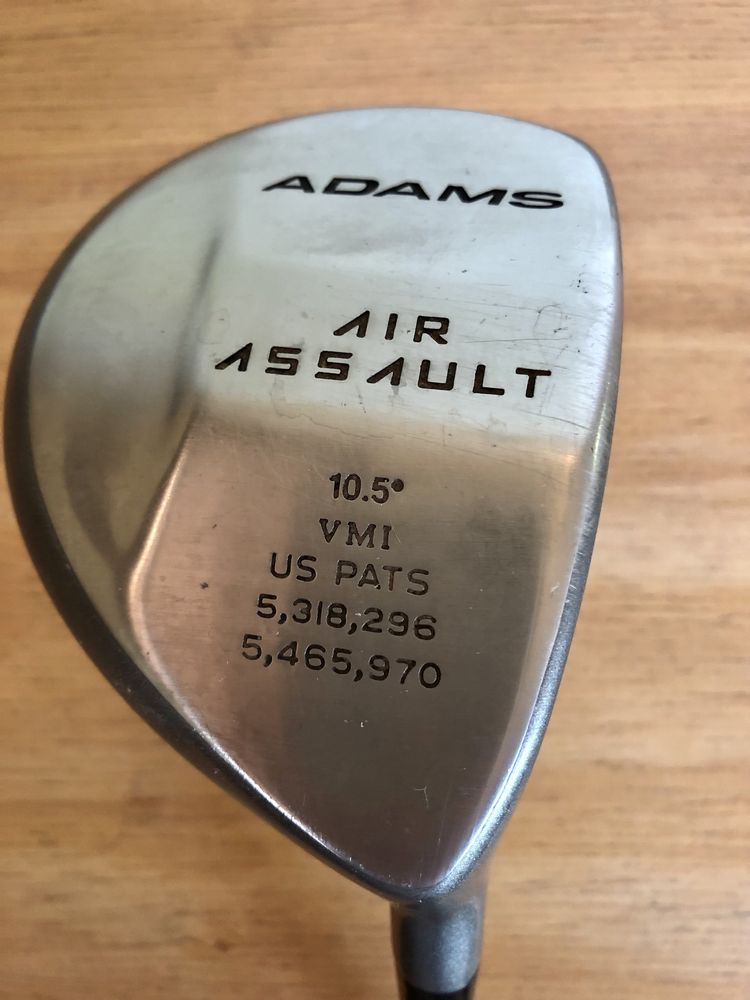 ADAMS
AIR
ASSAULT
10.5°
VMI
US PATS
5,318,296
5,465,970